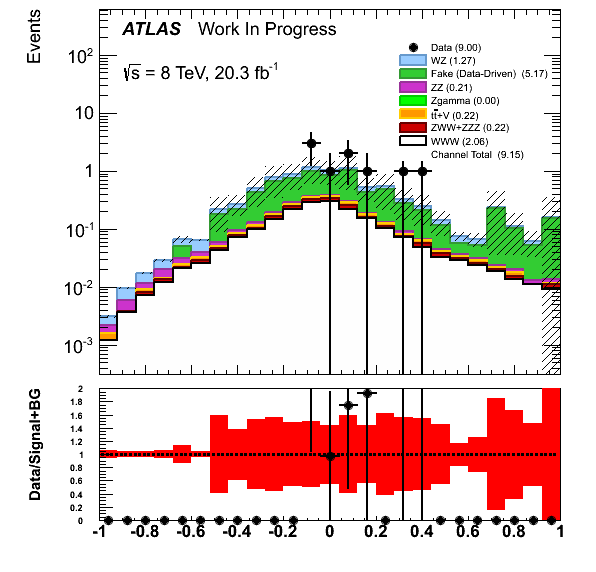 Events
ATLAS Work In Progress
√s = 8 TeV, 20.3 fb⁻¹
Data (9.00)
WZ (1.27)
Fake (Data-Driven) (5.17)
ZZ (0.21)
Zgamma (0.00)
tt̄+V (0.22)
ZWW+ZZZ (0.22)
WWW (2.06)
Channel Total (9.15)
10²
10
1
10⁻¹
10⁻²
10⁻³
Data/Signal+BG
2
1.8
1.6
1.4
1.2
1
0.8
0.6
0.4
0.2
0
-1 -0.8 -0.6 -0.4 -0.2 0 0.2 0.4 0.6 0.8 1